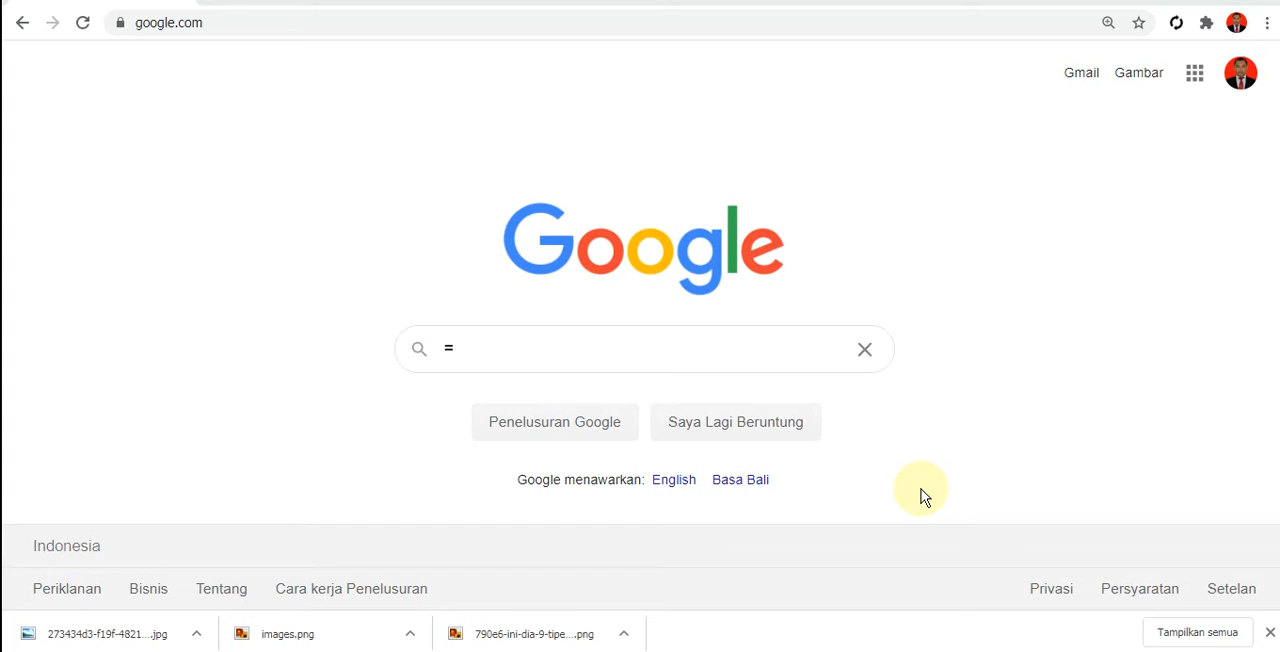 google.com
Gmail Gambar
Google
=
Penelusuran Google Saya Lagi Beruntung
Google menawarkan: English Basa Bali
Indonesia
Periklanan Bisnis Tentang Cara kerja Penelusuran Privasi Persyaratan Setelan
273434d3-f19f-4821....jpg images.png 790e6-ini-dia-9-tipe....png Tampilkan semua